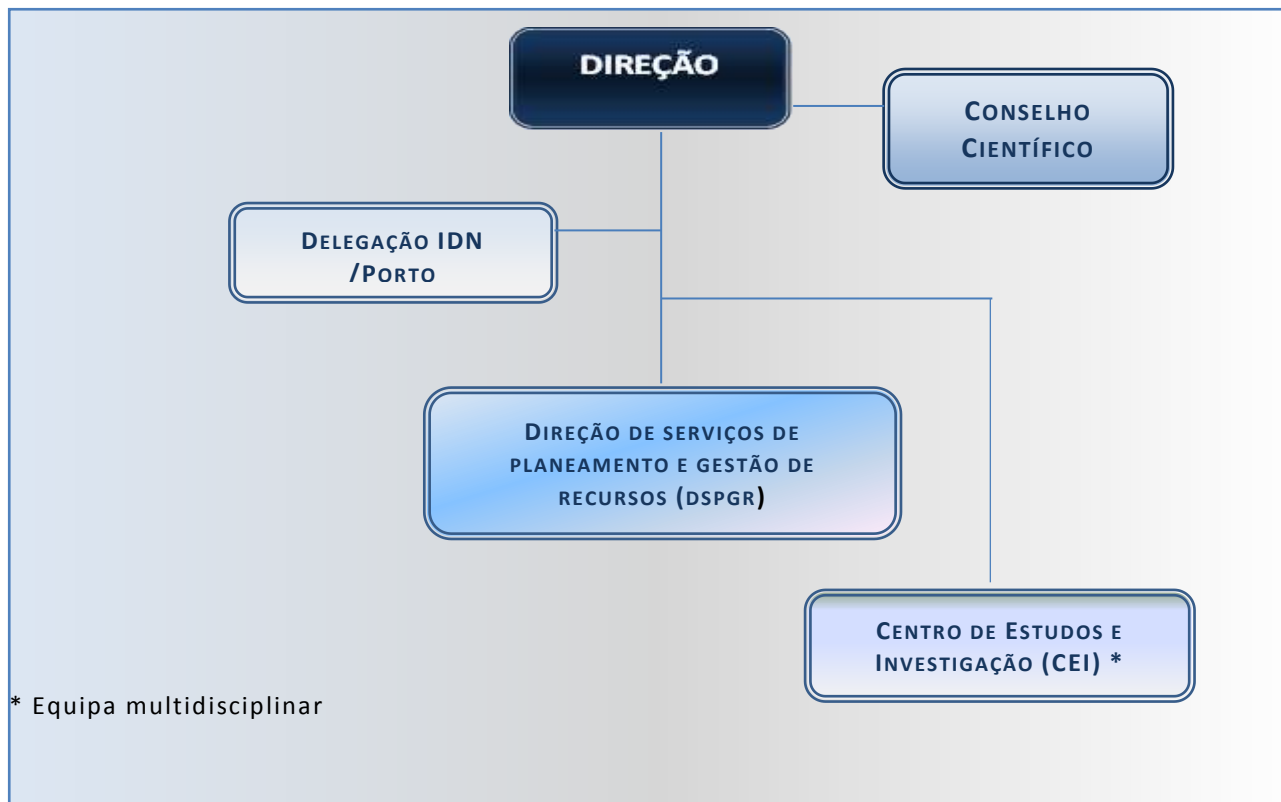 DIREÇÃO
CONSELHO
CIENTÍFICO
DELEGAÇÃO IDN
/PORTO
DIREÇÃO DE SERVIÇOS DE
PLANEAMENTO E GESTÃO DE
RECURSOS (DSPGR)
CENTRO DE ESTUDOS E
INVESTIGAÇÃO (CEI) *
* Equipa multidisciplinar